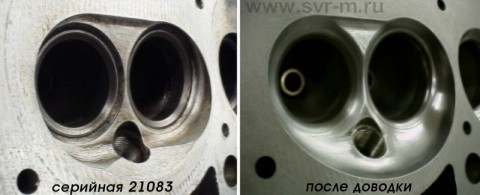 www.svr-m.ru
серийная 21083
после доводки